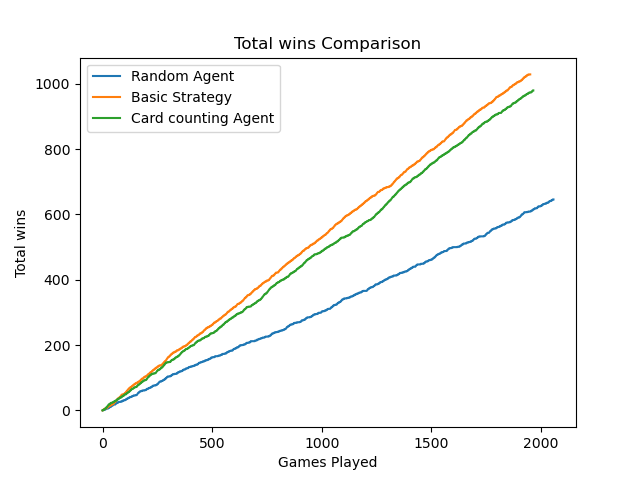 Total wins Comparison
Random Agent
Basic Strategy
Card counting Agent
1000
800
600
400
200
0
Total wins
0 500 1000 1500 2000
Games Played